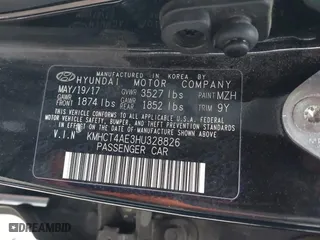 MANUFACTURED IN KOREA BY
HYUNDAI MOTOR COMPANY
MAY/19/17 GVWR 3527 lbs PAINT MZH
GAWR FRONT 1874 lbs GAWR REAR 1852 lbs TRIM 9Y
THIS VEHICLE CONFORMS TO ALL APPLICABLE U.S.A. FEDERAL
MOTOR VEHICLE SAFETY, BUMPER, AND THEFT PREVENTION
STANDARDS IN EFFECT ON THE DATE OF MANUFACTURE
SHOWN ABOVE.
V.I.N KMHCT4AE3HU328826
PASSENGER CAR